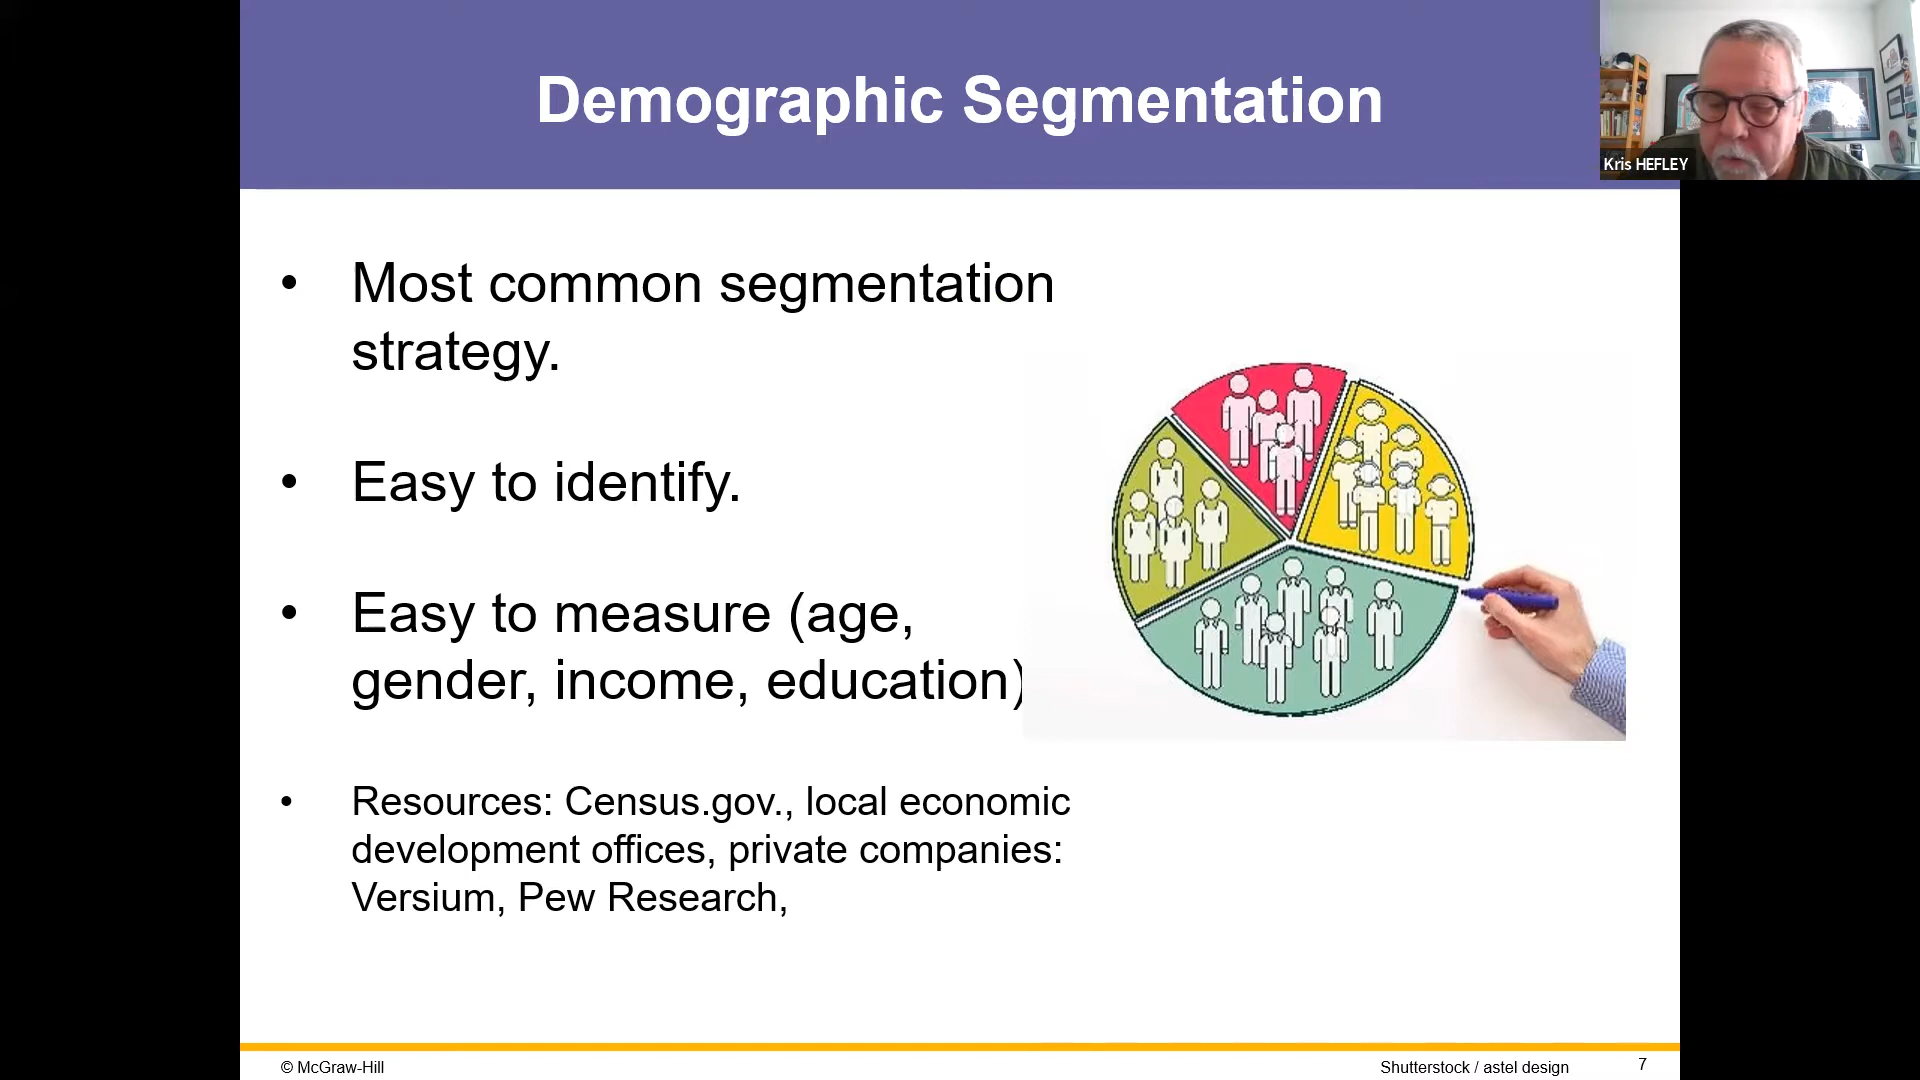 Demographic Segmentation
Kris HEFLEY
• Most common segmentation
strategy.
• Easy to identify.
• Easy to measure (age,
gender, income, education)
• Resources: Census.gov., local economic
development offices, private companies:
Versium, Pew Research,
© McGraw-Hill
Shutterstock / astel design
7